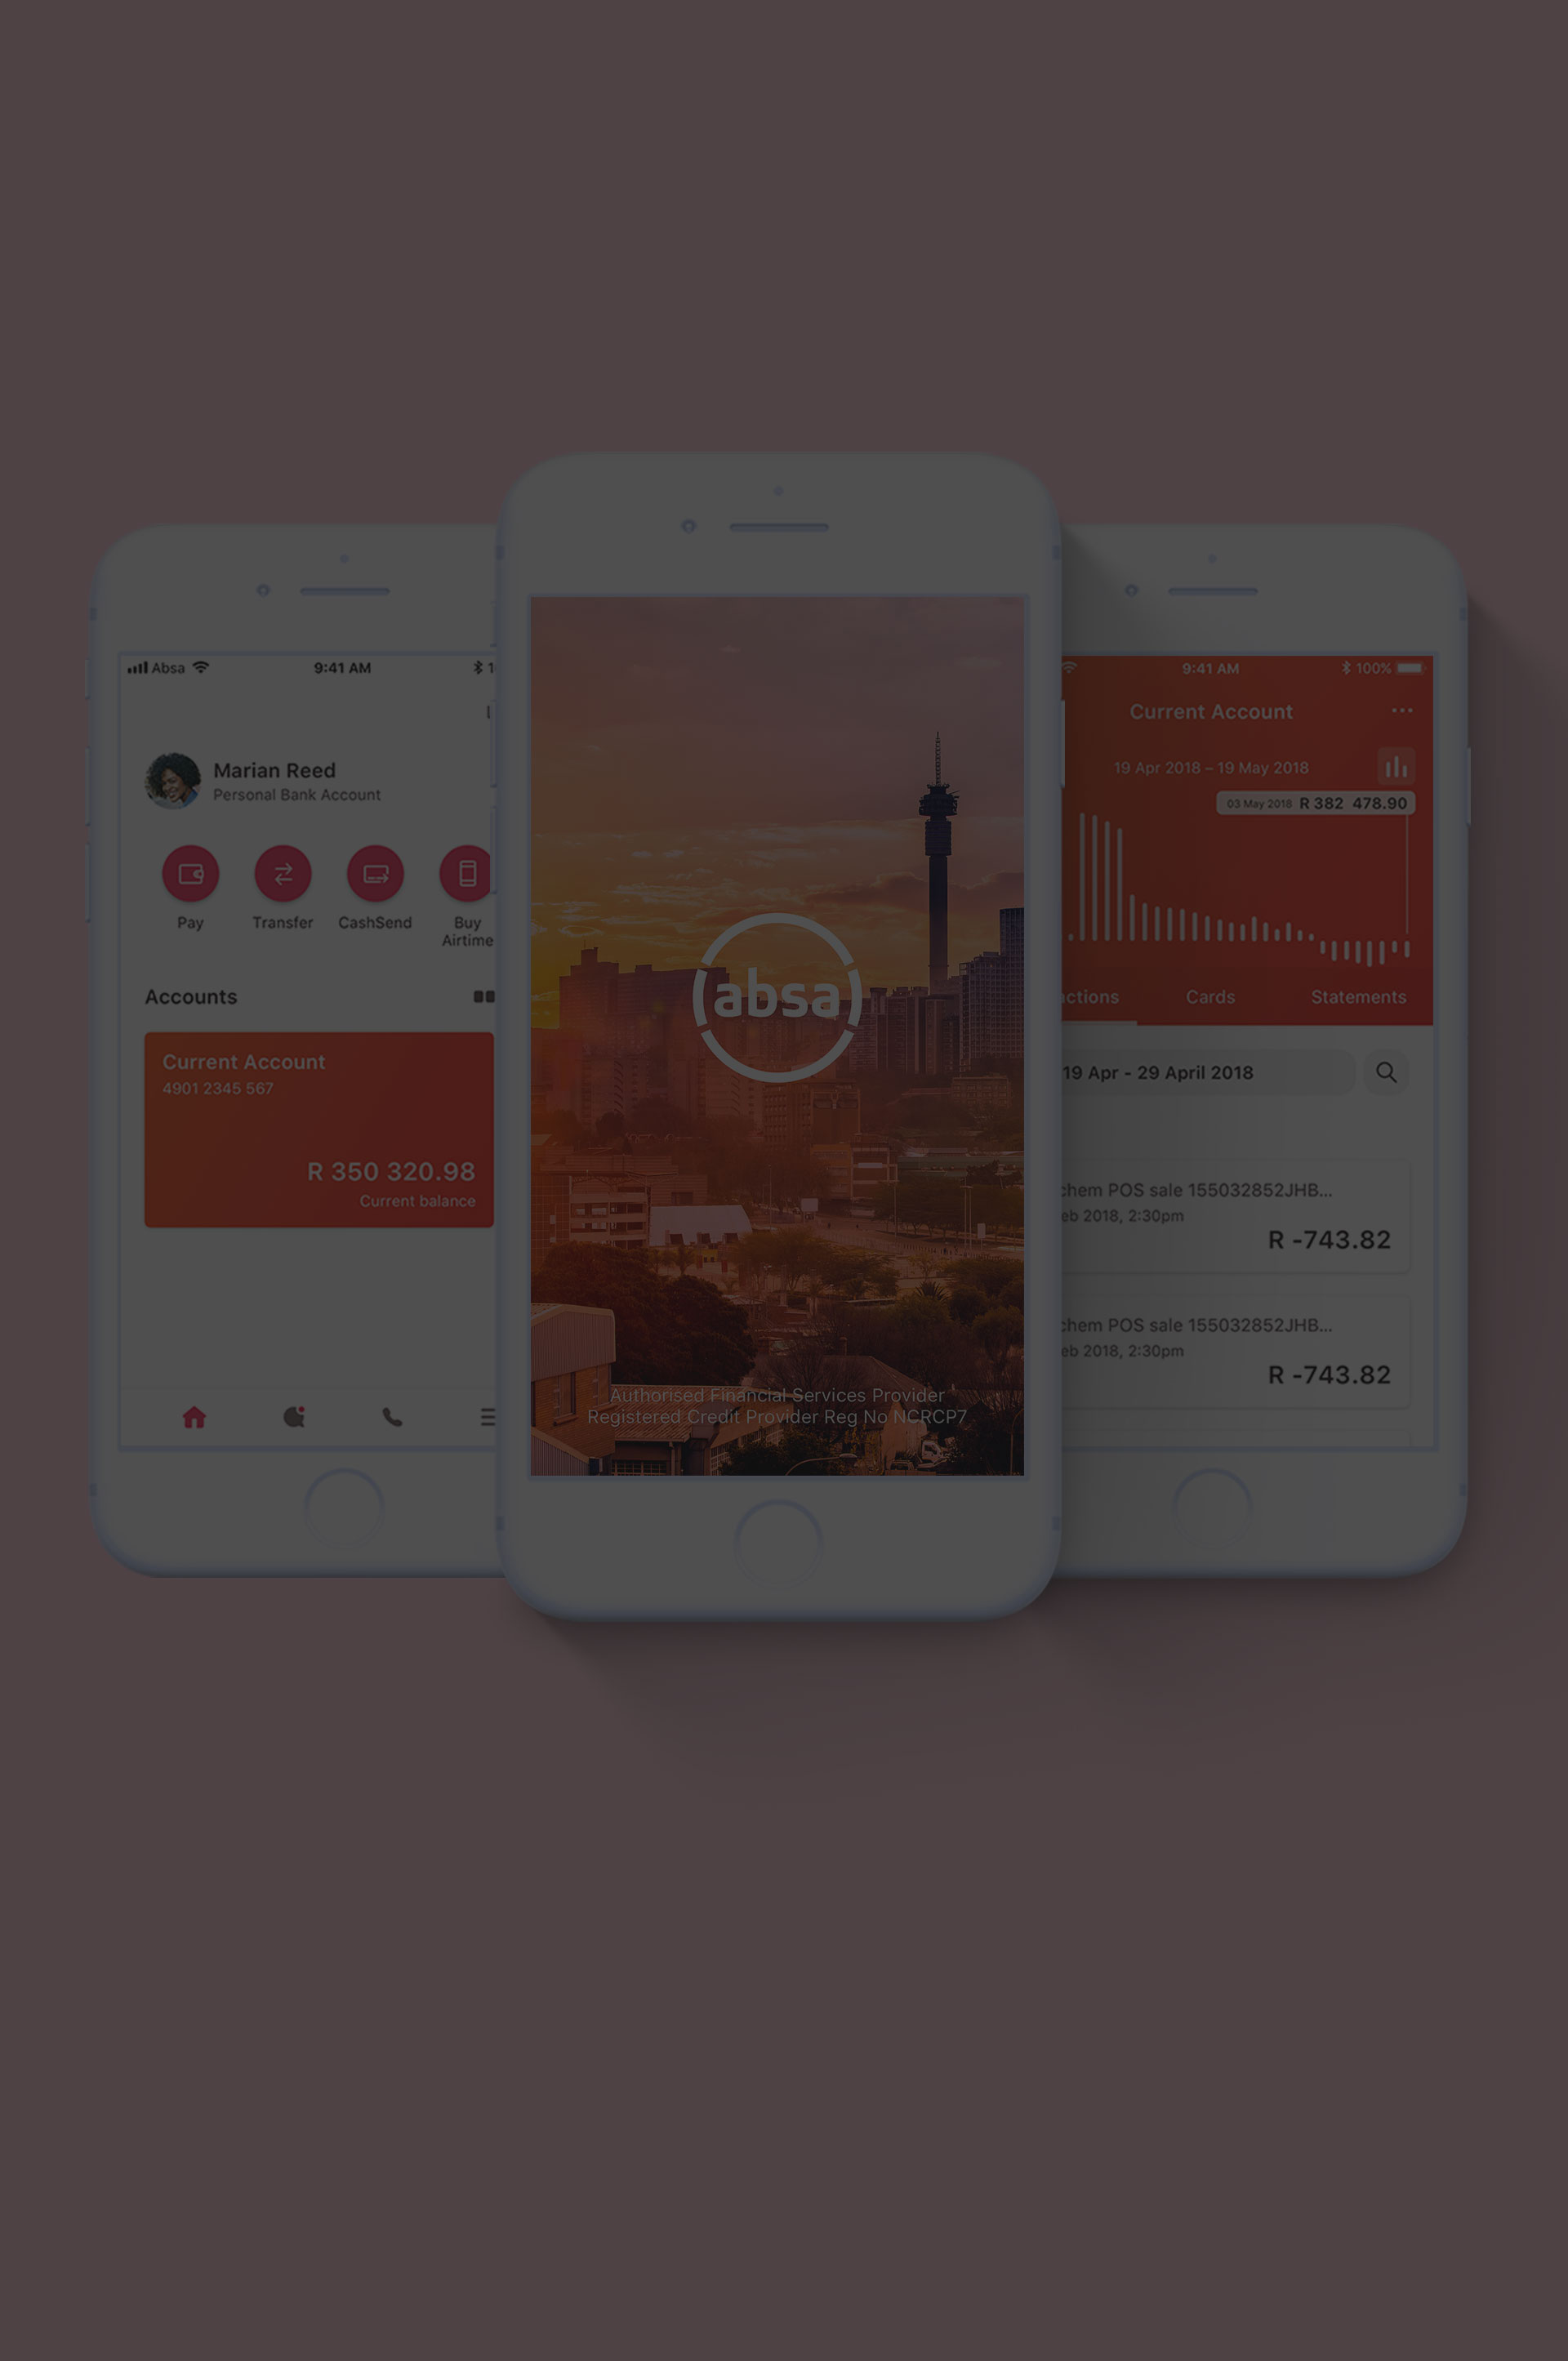 Absa
9:41 AM
Marian Reed
Personal Bank Account
Pay
Transfer
CashSend
Buy
Airtime
Accounts
Current Account
4901 2345 567
R 350 320.98
Current balance
absa
Authorised Financial Services Provider
Registered Credit Provider Reg No NCRCP7
9:41 AM
100%
Current Account
19 Apr 2018 – 19 May 2018
03 May 2018 R 382 478.90
ctions
Cards
Statements
19 Apr - 29 April 2018
chem POS sale 155032852JHB...
eb 2018, 2:30pm
R -743.82
chem POS sale 155032852JHB...
eb 2018, 2:30pm
R -743.82